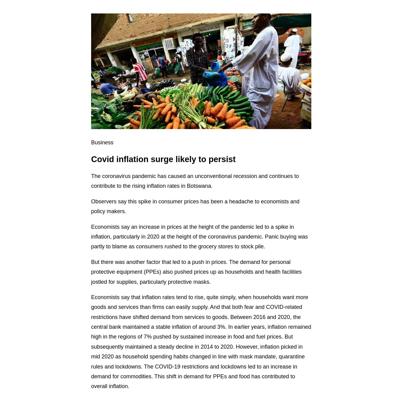 Business
Covid inflation surge likely to persist
The coronavirus pandemic has caused an unconventional recession and continues to
contribute to the rising inflation rates in Botswana.
Observers say this spike in consumer prices has been a headache to economists and
policy makers.
Economists say an increase in prices at the height of the pandemic led to a spike in
inflation, particularly in 2020 at the height of the coronavirus pandemic. Panic buying was
partly to blame as consumers rushed to the grocery stores to stock pile.
But there was another factor that led to a push in prices. The demand for personal
protective equipment (PPEs) also pushed prices up as households and health facilities
jostled for supplies, particularly protective masks.
Economists say that inflation rates tend to rise, quite simply, when households want more
goods and services than firms can easily supply. And that both fear and COVID-related
restrictions have shifted demand from services to goods. Between 2016 and 2020, the
central bank maintained a stable inflation of around 3%. In earlier years, inflation remained
high in the regions of 7% pushed by sustained increase in food and fuel prices. But
subsequently maintained a steady decline in 2014 to 2020. However, inflation picked in
mid 2020 as household spending habits changed in line with mask mandate, quarantine
rules and lockdowns. The COVID-19 restrictions and lockdowns led to an increase in
demand for commodities. This shift in demand for PPEs and food has contributed to
overall inflation.